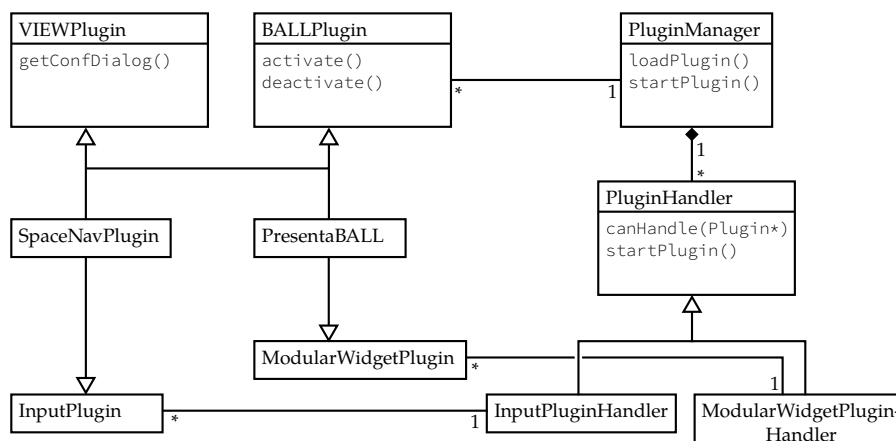 VIEWPlugin
getConfDialog()
BALLPlugin
activate()
deactivate()
PluginManager
loadPlugin()
startPlugin()
*
1
1
*
PluginHandler
canHandle(Plugin*)
startPlugin()
SpaceNavPlugin
PresentaBALL
ModularWidgetPlugin
*
1
InputPlugin
*
1
InputPluginHandler
ModularWidgetPlugin-
Handler